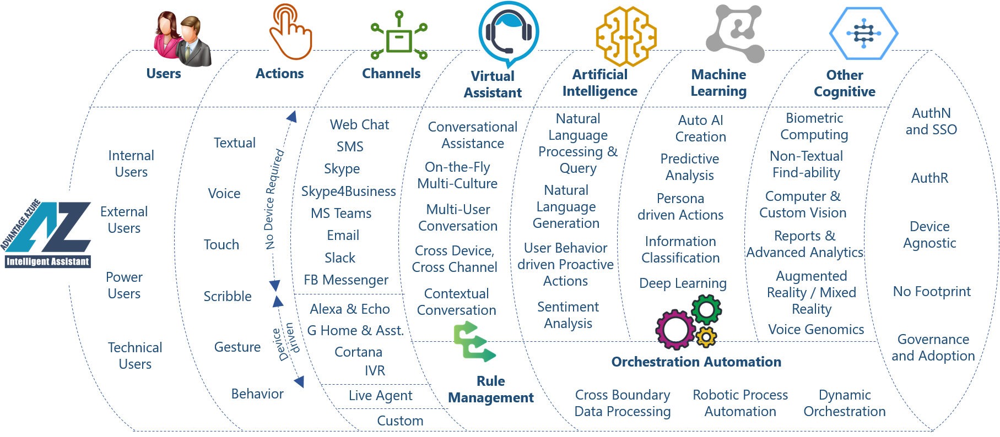 Users
Actions
Channels
Virtual
Assistant
Artificial
Intelligence
Machine
Learning
Other
Cognitive
ADVANTAGE AZURE
AZ
Intelligent Assistant
Internal
Users
External
Users
Power
Users
Technical
Users
Textual
Voice
Touch
Scribble
Gesture
Behavior
No Device Required
Device
driven
Web Chat
SMS
Skype
Skype4Business
MS Teams
Email
Slack
FB Messenger
Alexa & Echo
G Home & Asst.
Cortana
IVR
Live Agent
Custom
Conversational
Assistance
On-the-Fly
Multi-Culture
Multi-User
Conversation
Cross Device,
Cross Channel
Contextual
Conversation
Rule
Management
Natural
Language
Processing &
Query
Natural
Language
Generation
User Behavior
driven Proactive
Actions
Sentiment
Analysis
Auto AI
Creation
Predictive
Analysis
Persona
driven Actions
Information
Classification
Deep Learning
Biometric
Computing
Non-Textual
Find-ability
Computer &
Custom Vision
Reports &
Advanced Analytics
Augmented
Reality / Mixed
Reality
Voice Genomics
Orchestration Automation
Cross Boundary
Data Processing
Robotic Process
Automation
Dynamic
Orchestration
AuthN
and SSO
AuthR
Device
Agnostic
No Footprint
Governance
and Adoption